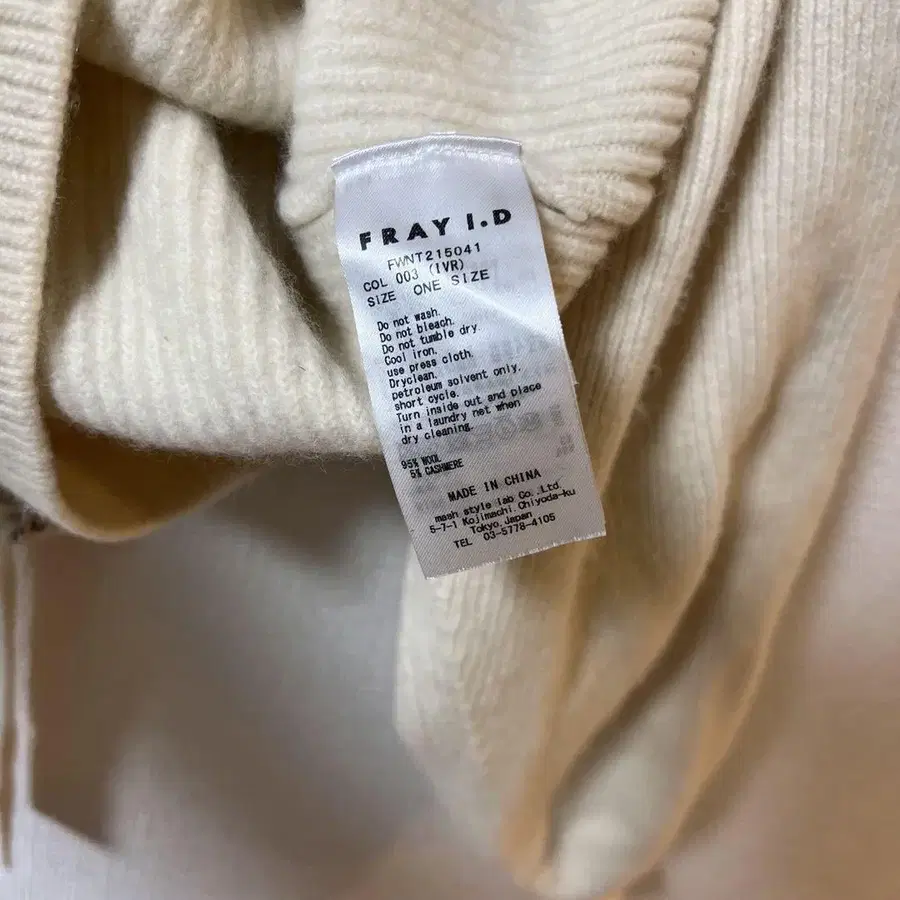 FRAY I.D
FWNT215041
COL 003 (IVR)
SIZE ONE SIZE
Do not wash.
Do not bleach.
Do not tumble dry.
Cool iron.
use press cloth.
Dryclean.
petroleum solvent only.
short cycle.
Turn inside out and place
in a laundry net when
dry cleaning.
95% WOOL
5% CASHMERE
MADE IN CHINA
mash style lab Co.,Ltd.
5-7-1 Kojimachi,Chiyoda-ku
Tokyo,Japan
TEL 03-5778-4105